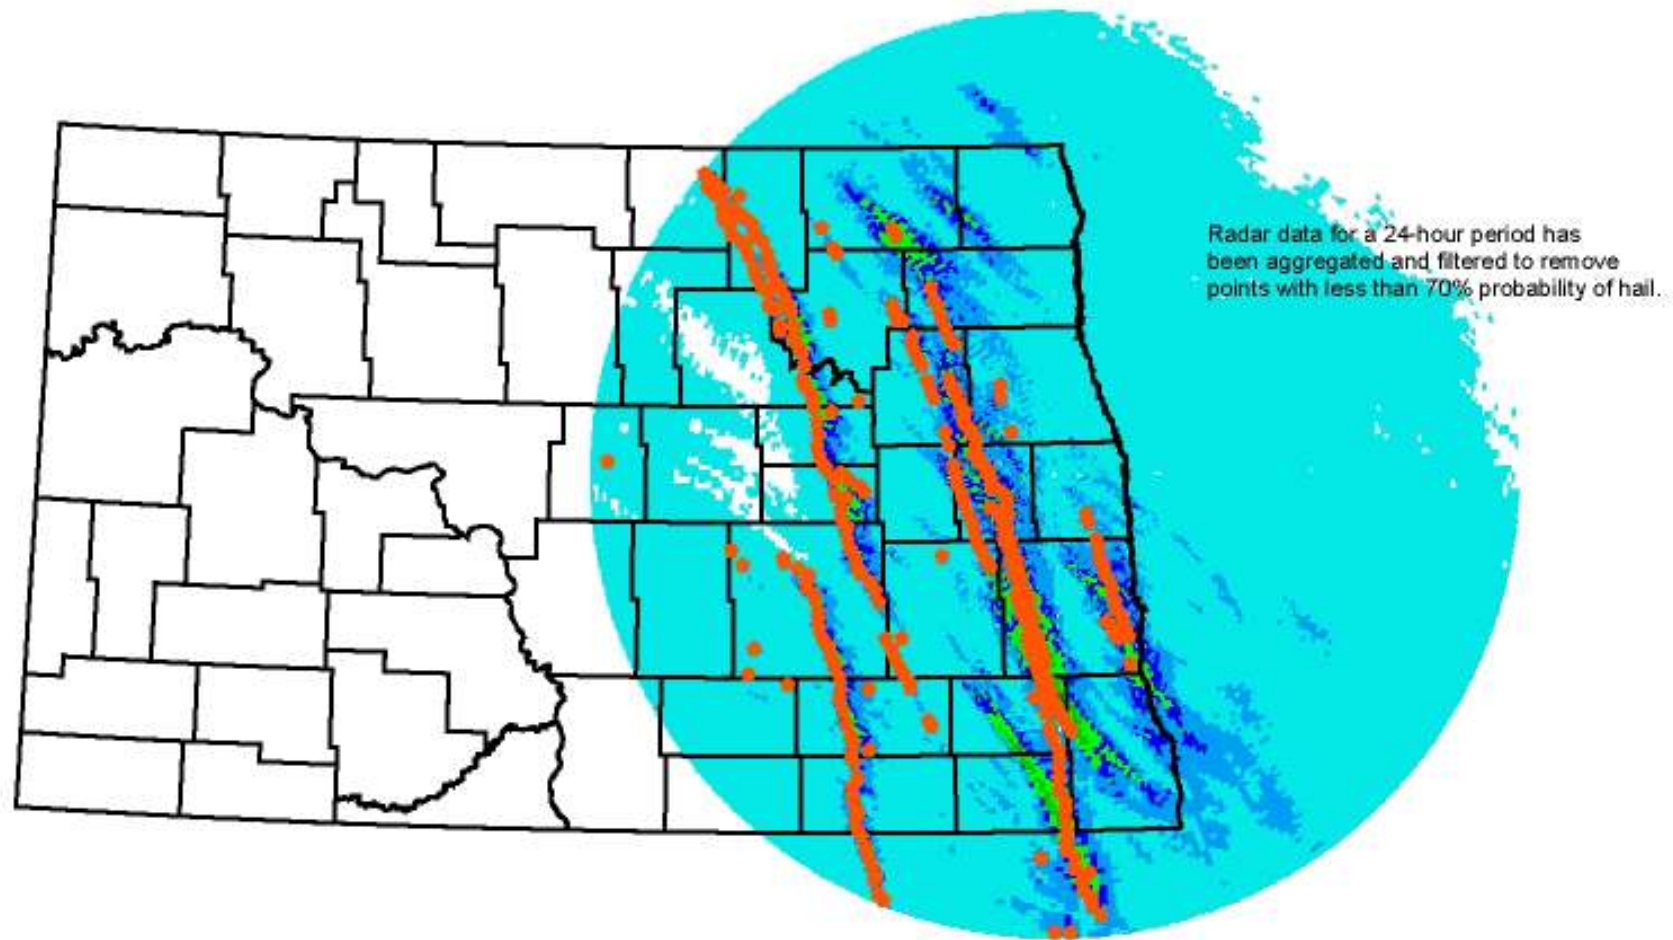 Radar data for a 24-hour period has
been aggregated and filtered to remove
points with less than 70% probability of hail.